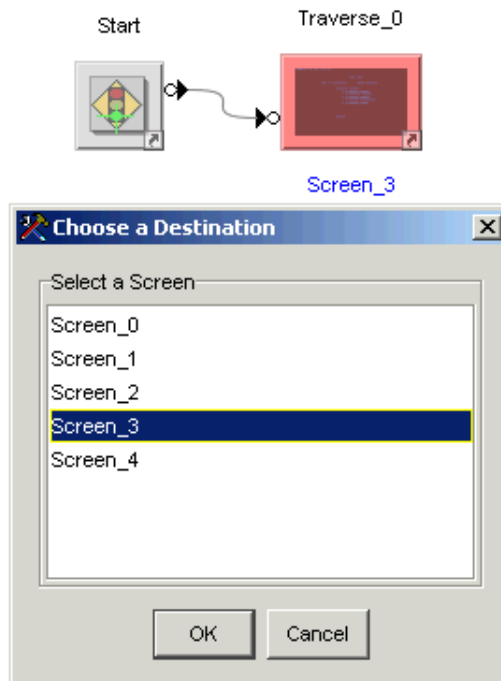 Start
Traverse_0
Screen_3
Choose a Destination
Select a Screen
Screen_0
Screen_1
Screen_2
Screen_3
Screen_4
OK
Cancel